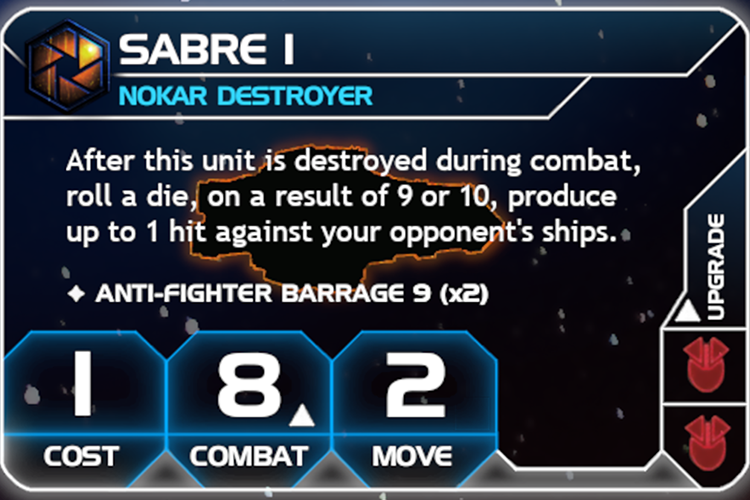 SABRE I
NOKAR DESTROYER
After this unit is destroyed during combat,
roll a die, on a result of 9 or 10, produce
up to 1 hit against your opponent's ships.
ANTI-FIGHTER BARRAGE 9 (x2)
UPGRADE
1
COST
8
COMBAT
2
MOVE